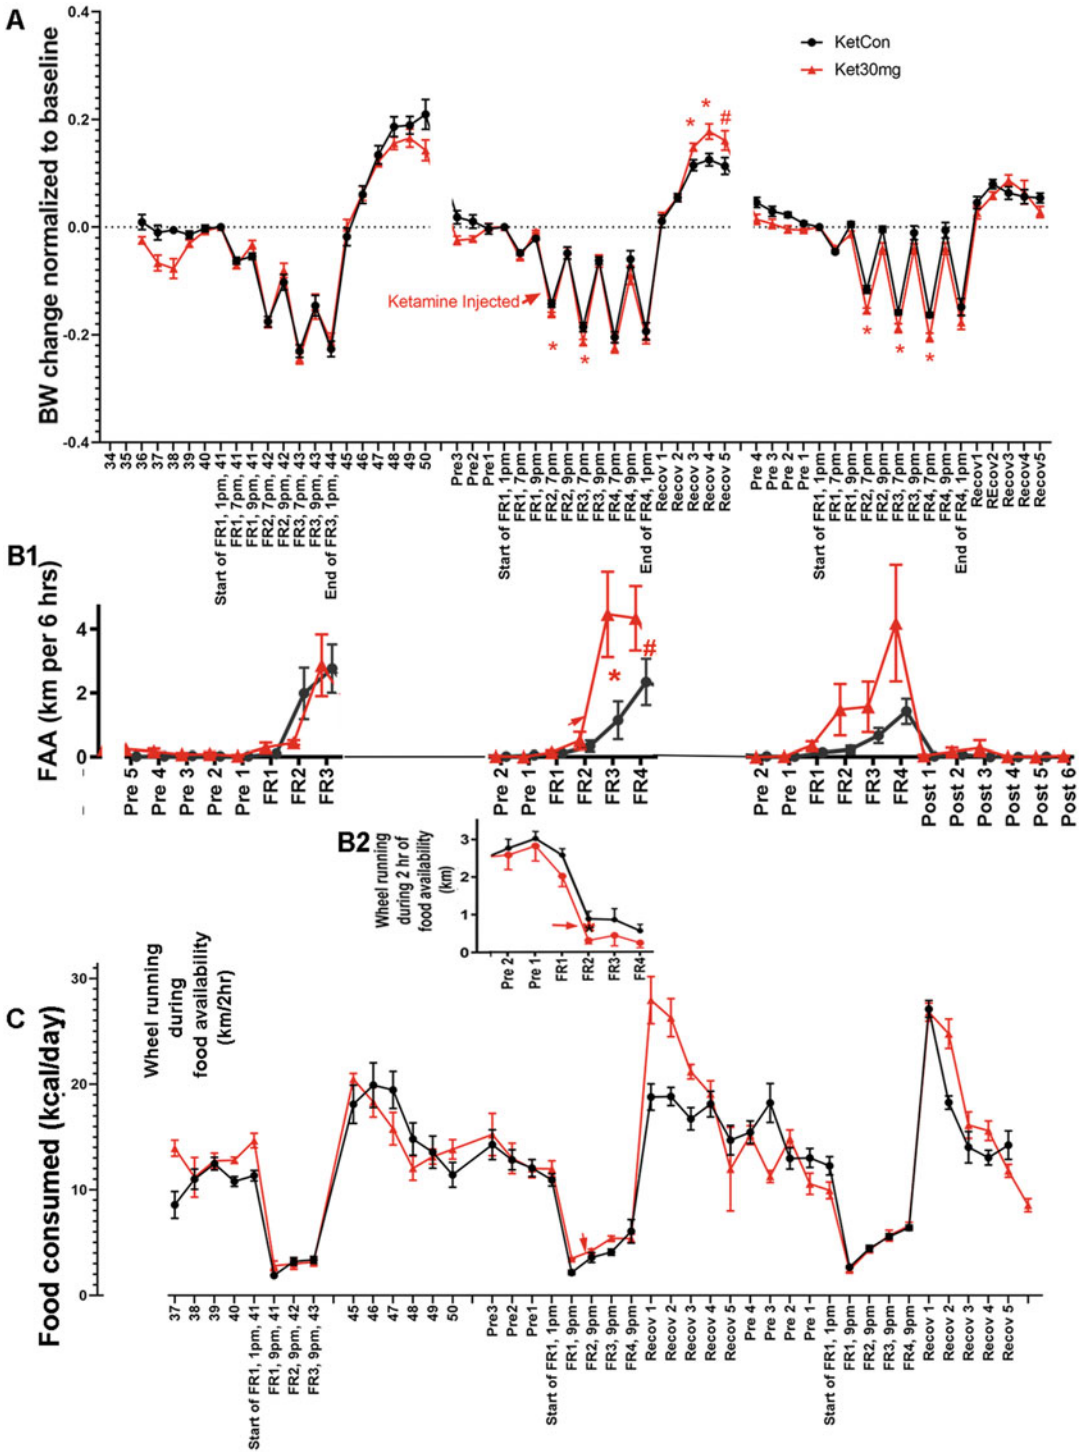 A
BW change normalized to baseline
0.4
0.2
0.0
-0.2
-0.4
KetCon
Ket30mg
*
*
#
Ketamine Injected
*
*
*
*
*
34
35
36
37
38
39
40
Start of FR1, 1pm, 41
FR1, 7pm, 41
FR1, 9pm, 41
FR2, 7pm, 42
FR2, 9pm, 42
FR3, 7pm, 43
FR3, 9pm, 43
End of FR3, 1pm, 44
45
46
47
48
49
50
Pre3
Pre2
Pre1
Start of FR1, 1pm
FR1, 7pm
FR1, 9pm
FR2, 7pm
FR2, 9pm
FR3, 7pm
FR3, 9pm
FR4, 7pm
FR4, 9pm
End of FR4, 1pm
Recov 1
Recov 2
Recov 3
Recov 4
Recov 5
Pre 4
Pre 3
Pre 2
Pre 1
Start of FR1, 1pm
FR1, 7pm
FR1, 9pm
FR2, 7pm
FR2, 9pm
FR3, 7pm
FR3, 9pm
FR4, 7pm
FR4, 9pm
End of FR4, 1pm
Recov1
REcov2
Recov3
Recov4
Recov5
B1
FAA (km per 6 hrs)
4
2
0
*
#
Pre 5
Pre 4
Pre 3
Pre 2
Pre 1
FR1
FR2
FR3
Pre 2
Pre 1
FR1
FR2
FR3
FR4
Pre 2
Pre 1
FR1
FR2
FR3
FR4
Post 1
Post 2
Post 3
Post 4
Post 5
Post 6
B2
Wheel running
during 2 hr of
food availability
(km)
3
2
1
0
*
Pre 2
Pre 1
FR1
FR2
FR3
FR4
C
Food consumed (kcal/day)
Wheel running
during
food availability
(km/2hr)
30
20
10
0
37
38
39
40
Start of FR1, 1pm, 41
FR1, 9pm, 41
FR2, 9pm, 42
FR3, 9pm, 43
45
46
47
48
49
50
Pre3
Pre2
Pre1
Start of FR1, 1pm
FR1, 9pm
FR2, 9pm
FR3, 9pm
FR4, 9pm
Recov 1
Recov 2
Recov 3
Recov 4
Recov 5
Pre 4
Pre 3
Pre 2
Pre 1
Start of FR1, 1pm
FR1, 9pm
FR2, 9pm
FR3, 9pm
FR4, 9pm
Recov 1
Recov 2
Recov 3
Recov 4
Recov 5